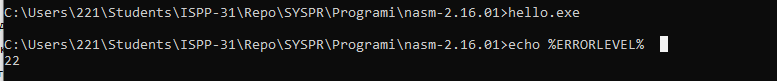 C:\Users\221\Students\ISPP-31\Repo\SYSPR\Programi\nasm-2.16.01>hello.exe
C:\Users\221\Students\ISPP-31\Repo\SYSPR\Programi\nasm-2.16.01>echo %ERRORLEVEL%
22